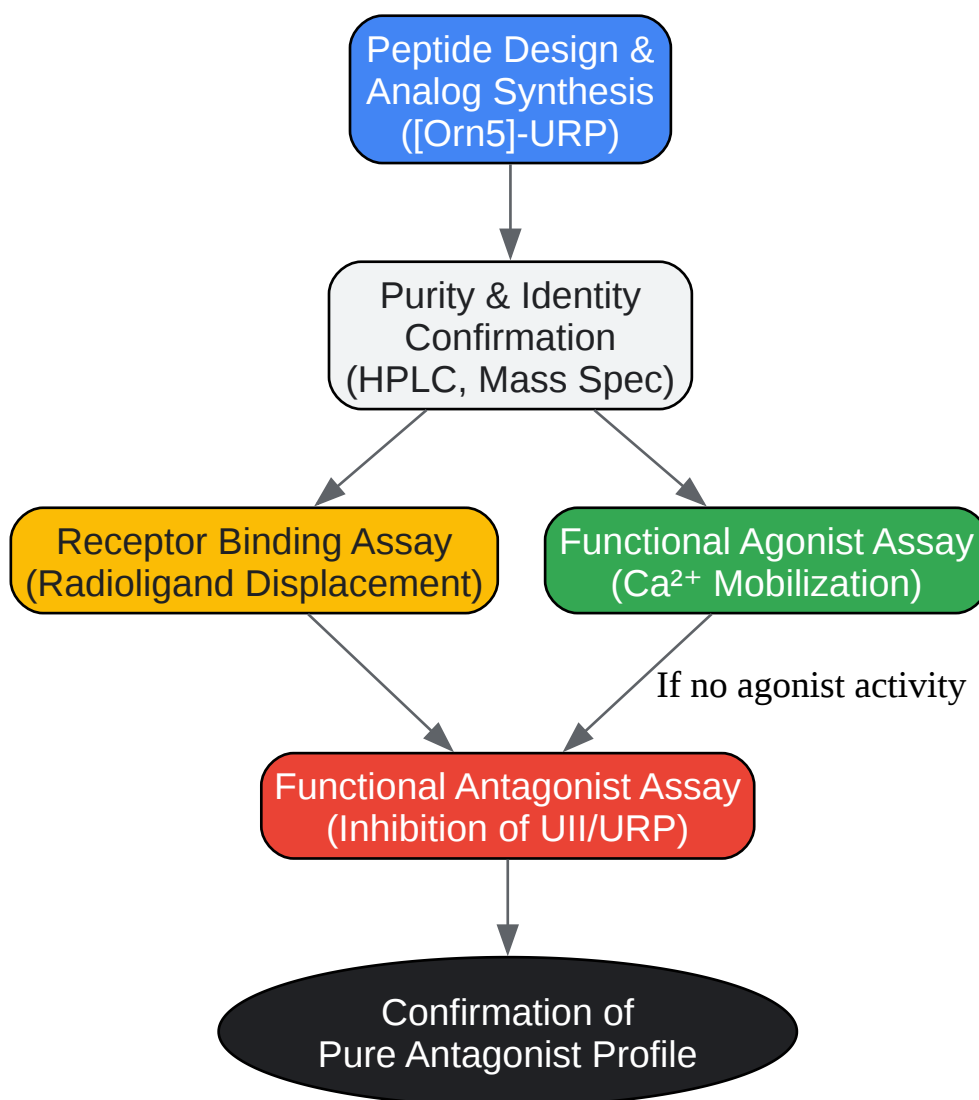 Peptide Design &
Analog Synthesis
([Orn5]-URP)
Purity & Identity
Confirmation
(HPLC, Mass Spec)
Receptor Binding Assay
(Radioligand Displacement)
Functional Agonist Assay
(Ca²⁺ Mobilization)
If no agonist activity
Functional Antagonist Assay
(Inhibition of UII/URP)
Confirmation of
Pure Antagonist Profile